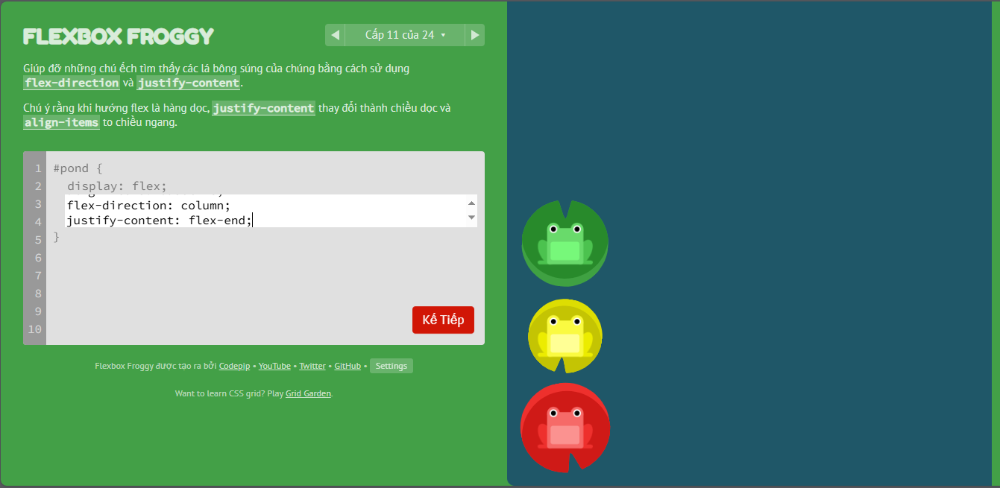 FLEXBOX FROGGY
Cấp 11 của 24
Giúp đỡ những chú ếch tìm thấy các lá bông súng của chúng bằng cách sử dụng
flex-direction và justify-content.
Chú ý rằng khi hướng flex là hàng dọc, justify-content thay đổi thành chiều dọc và
align-items to chiều ngang.
1 #pond {
2 display: flex;
3 flex-direction: column;
4 justify-content: flex-end;
5 }
6
7
8
9
10
Kế Tiếp
Flexbox Froggy được tạo ra bởi Codepip • YouTube • Twitter • GitHub • Settings
Want to learn CSS grid? Play Grid Garden.